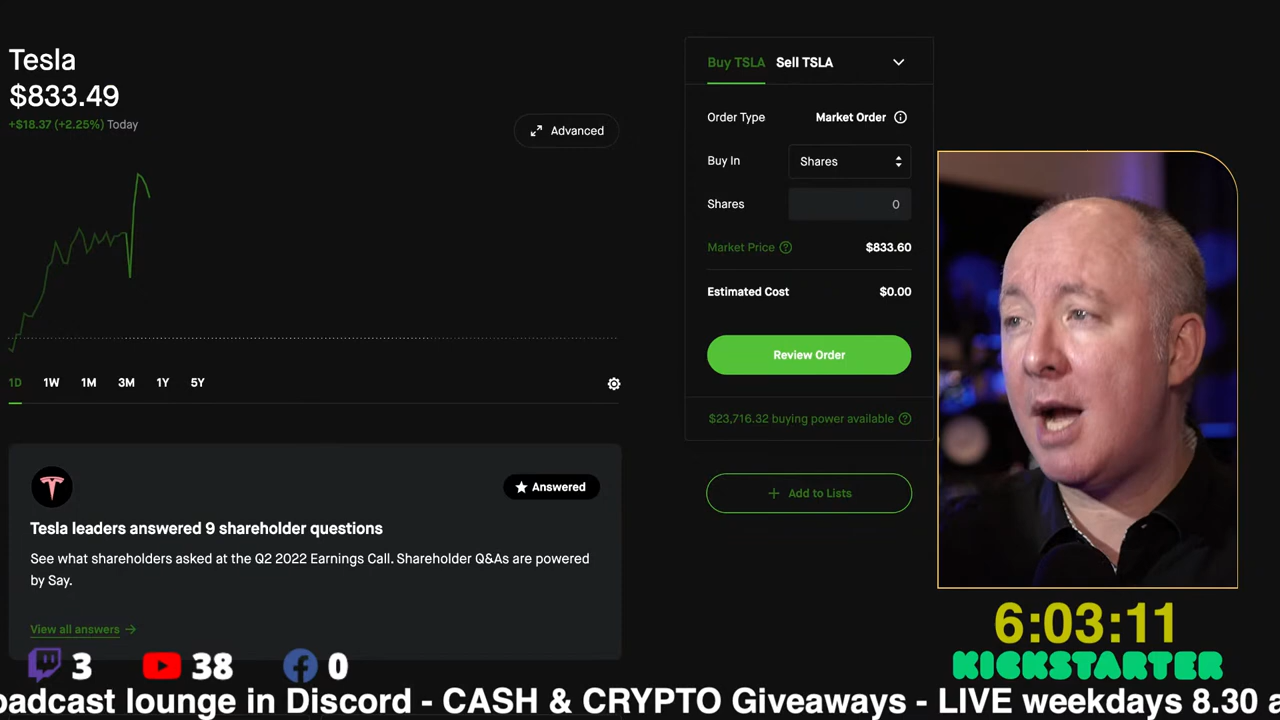 Tesla
$833.49
+$18.37 (+2.25%) Today
Advanced
1D 1W 1M 3M 1Y 5Y
Answered
Tesla leaders answered 9 shareholder questions
See what shareholders asked at the Q2 2022 Earnings Call. Shareholder Q&As are powered
by Say.
View all answers
Buy TSLA Sell TSLA
Order Type Market Order
Buy In Shares
Shares 0
Market Price $833.60
Estimated Cost $0.00
Review Order
$23,716.32 buying power available
Add to Lists
6:03:11
KICKSTARTER
3 38 0
oadcast lounge in Discord - CASH & CRYPTO Giveaways - LIVE weekdays 8.30 a